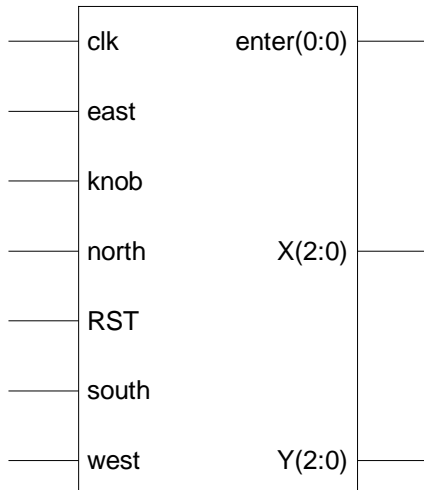 clk enter(0:0)
east
knob
north X(2:0)
RST
south
west Y(2:0)